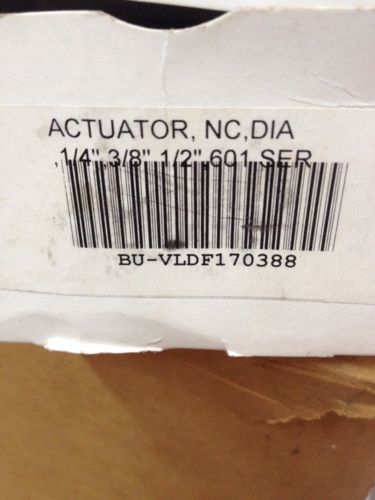 ACTUATOR, NC,DIA
,1/4",3/8" 1/2",601 SER
BU-VLDF170388